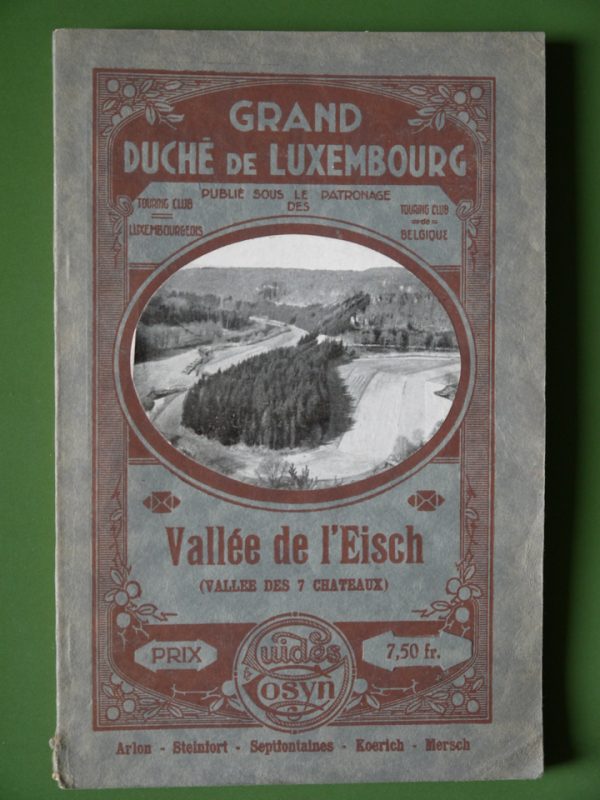 GRAND
DUCHÉ DE LUXEMBOURG
PUBLIÉ SOUS LE PATRONAGE
DES
TOURING CLUB
LUXEMBOURGEOIS
TOURING CLUB
de
BELGIQUE
Vallée de l'Eisch
(VALLEE DES 7 CHATEAUX)
PRIX
Guides
Cosyn
7,50 fr.
Arlon - Steinfort - Septfontaines - Koerich - Mersch